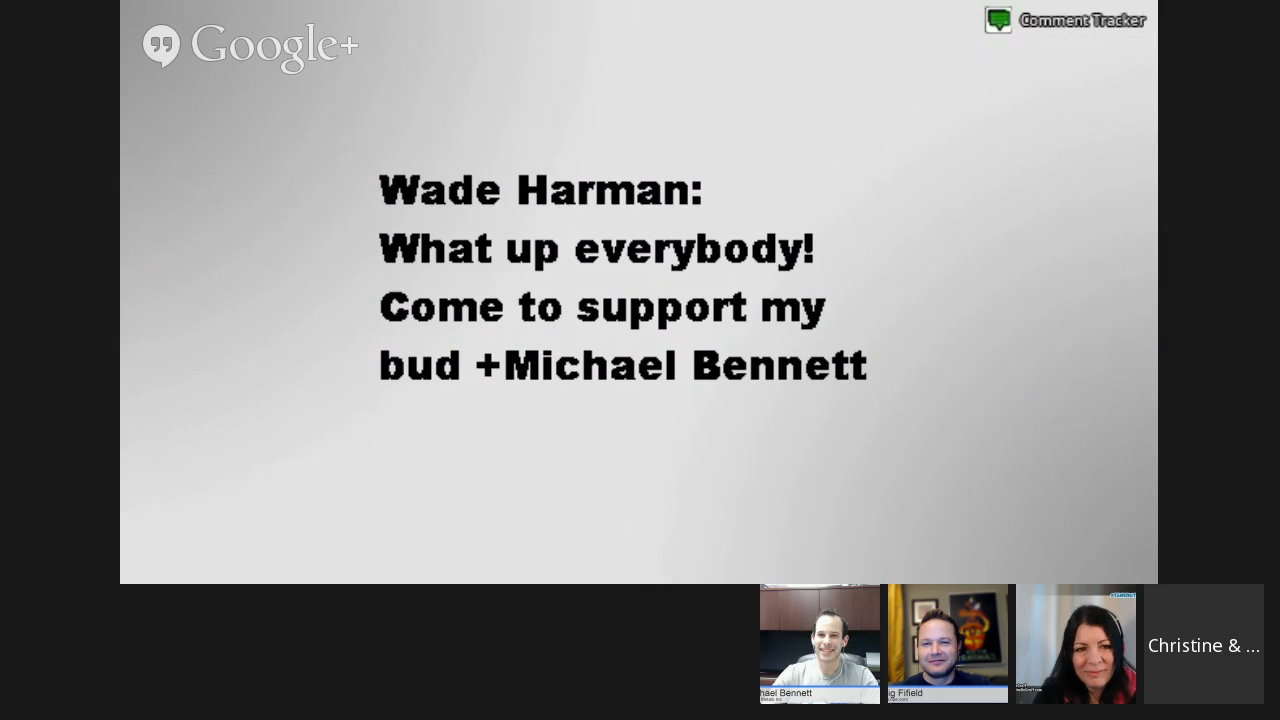 Google+
Comment Tracker
Wade Harman:
What up everybody!
Come to support my
bud +Michael Bennett
hael Bennett
ig Fifield
Christine & ...